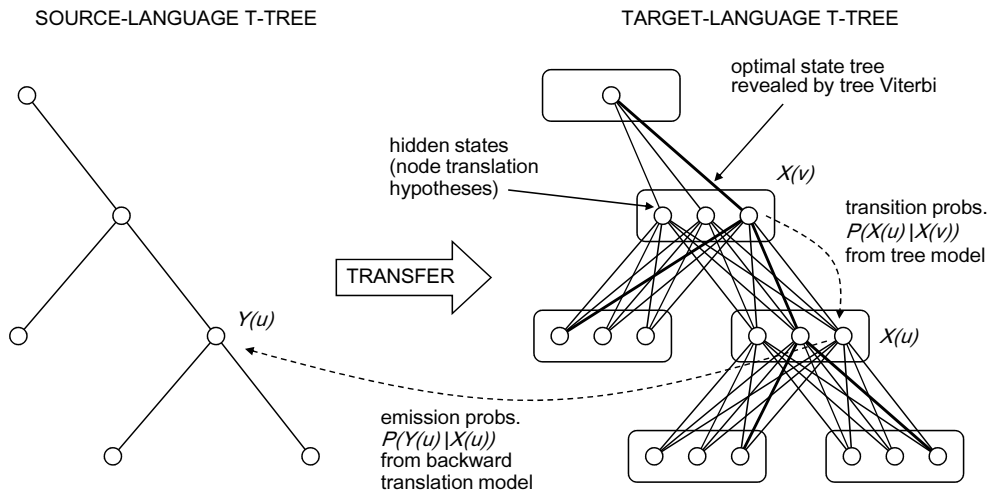 SOURCE-LANGUAGE T-TREE
TARGET-LANGUAGE T-TREE
optimal state tree
revealed by tree Viterbi
hidden states
(node translation
hypotheses)
X(v)
transition probs.
P(X(u)|X(v))
from tree model
TRANSFER
Y(u)
X(u)
emission probs.
P(Y(u)|X(u))
from backward
translation model